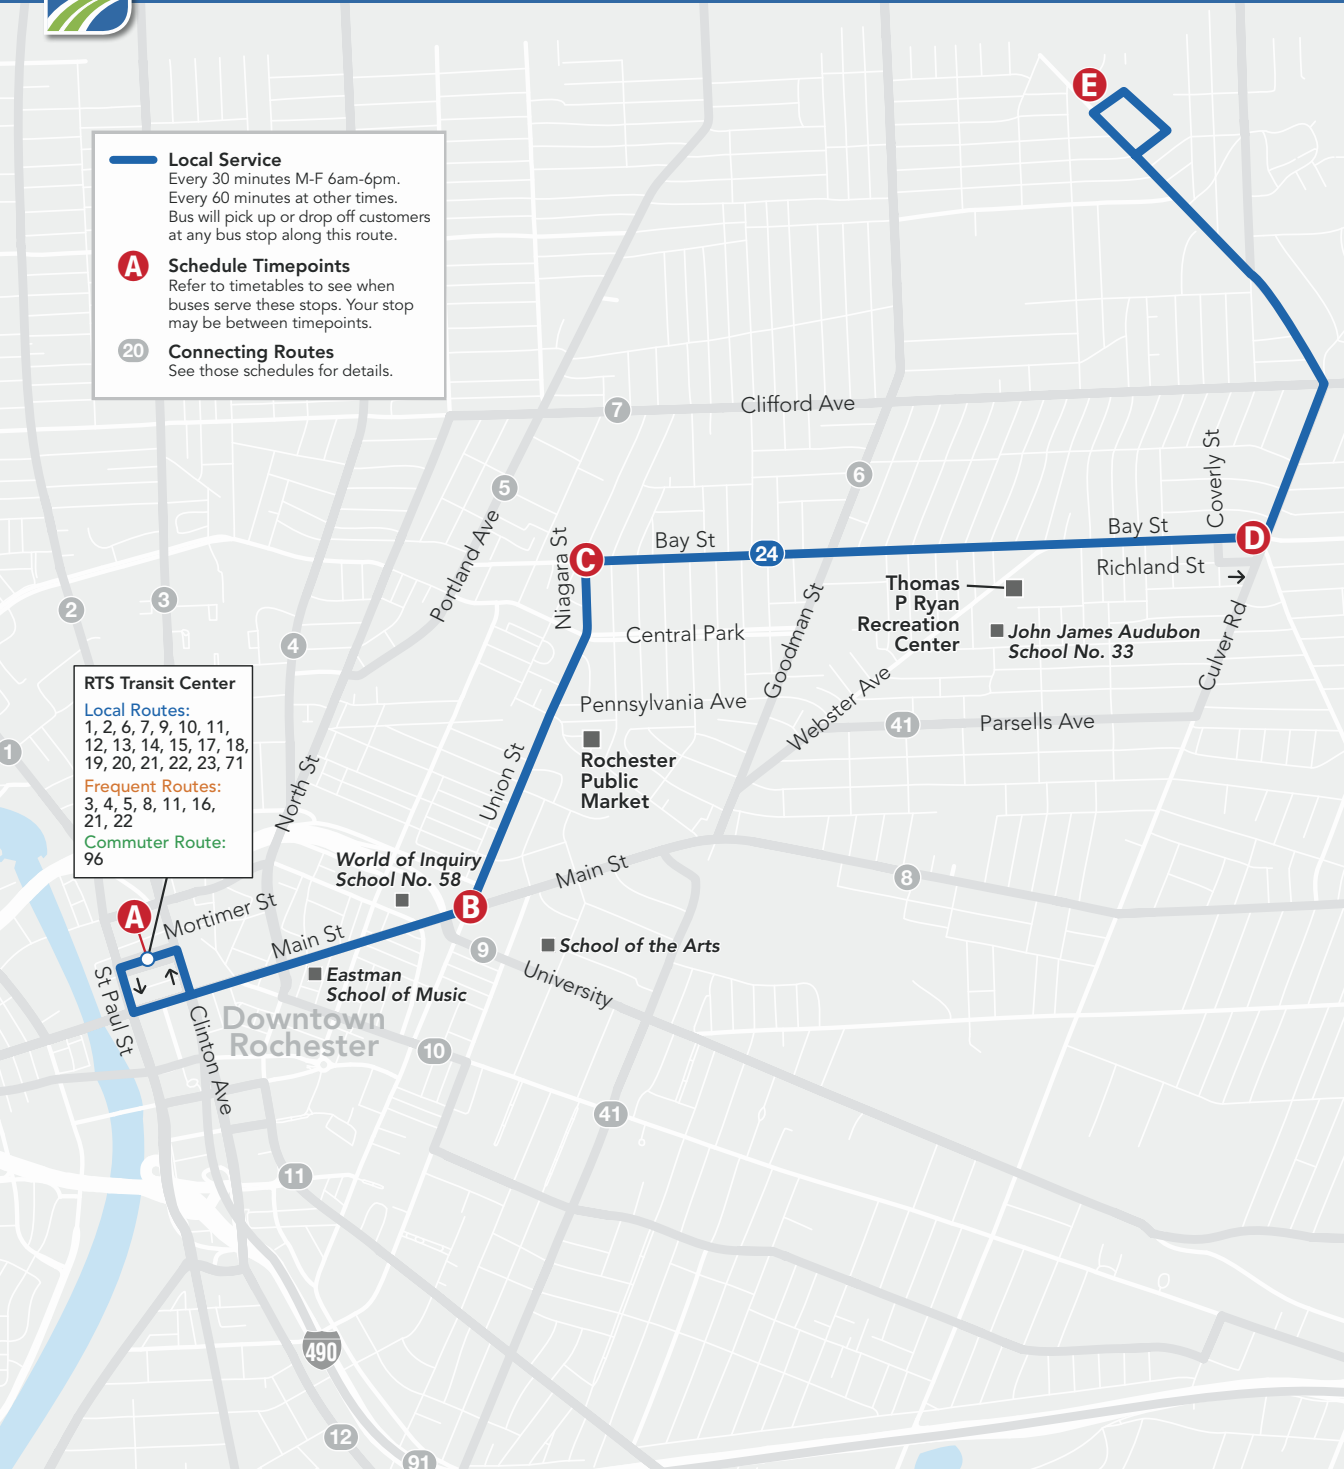 E
Local Service
Every 30 minutes M-F 6am-6pm.
Every 60 minutes at other times.
Bus will pick up or drop off customers
at any bus stop along this route.
A
Schedule Timepoints
Refer to timetables to see when
buses serve these stops. Your stop
may be between timepoints.
20
Connecting Routes
See those schedules for details.
7
Clifford Ave
5
6
Portland Ave
Niagara St
C
Bay St
24
Bay St
Coverly St
D
Richland St
→
Thomas
P Ryan
Recreation
Center
John James Audubon
School No. 33
Culver Rd
Central Park
Goodman St
2
3
4
Pennsylvania Ave
Webster Ave
41
Parsells Ave
RTS Transit Center
Local Routes:
1, 2, 6, 7, 9, 10, 11,
12, 13, 14, 15, 17, 18,
19, 20, 21, 22, 23, 71
Frequent Routes:
3, 4, 5, 8, 11, 16,
21, 22
Commuter Route:
96
1
North St
Union St
Rochester
Public
Market
World of Inquiry
School No. 58
Main St
8
B
A
Mortimer St
Main St
9
School of the Arts
Eastman
School of Music
University
St Paul St
Clinton Ave
Downtown
Rochester
10
41
11
490
12
91